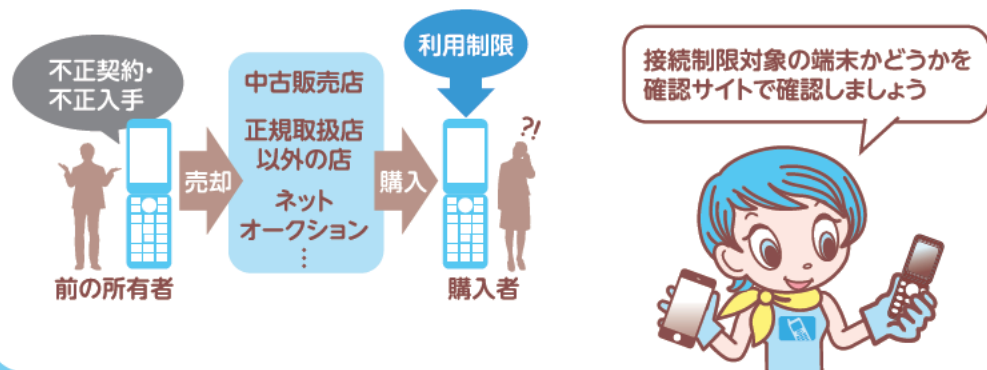 不正契約・
不正入手
前の所有者
売却
中古販売店
正規取扱店
以外の店
ネット
オークション
⋮
購入
利用制限
?!
購入者
接続制限対象の端末かどうかを
確認サイトで確認しましょう